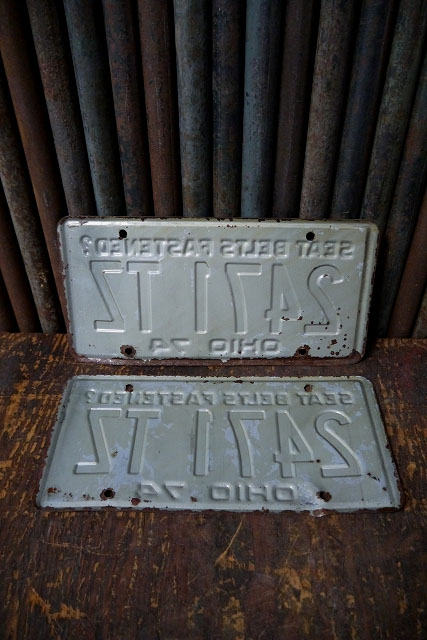 SEAT BELTS FASTENED?
2471 TZ
OHIO 74
SEAT BELTS FASTENED?
2471 TZ
OHIO 74